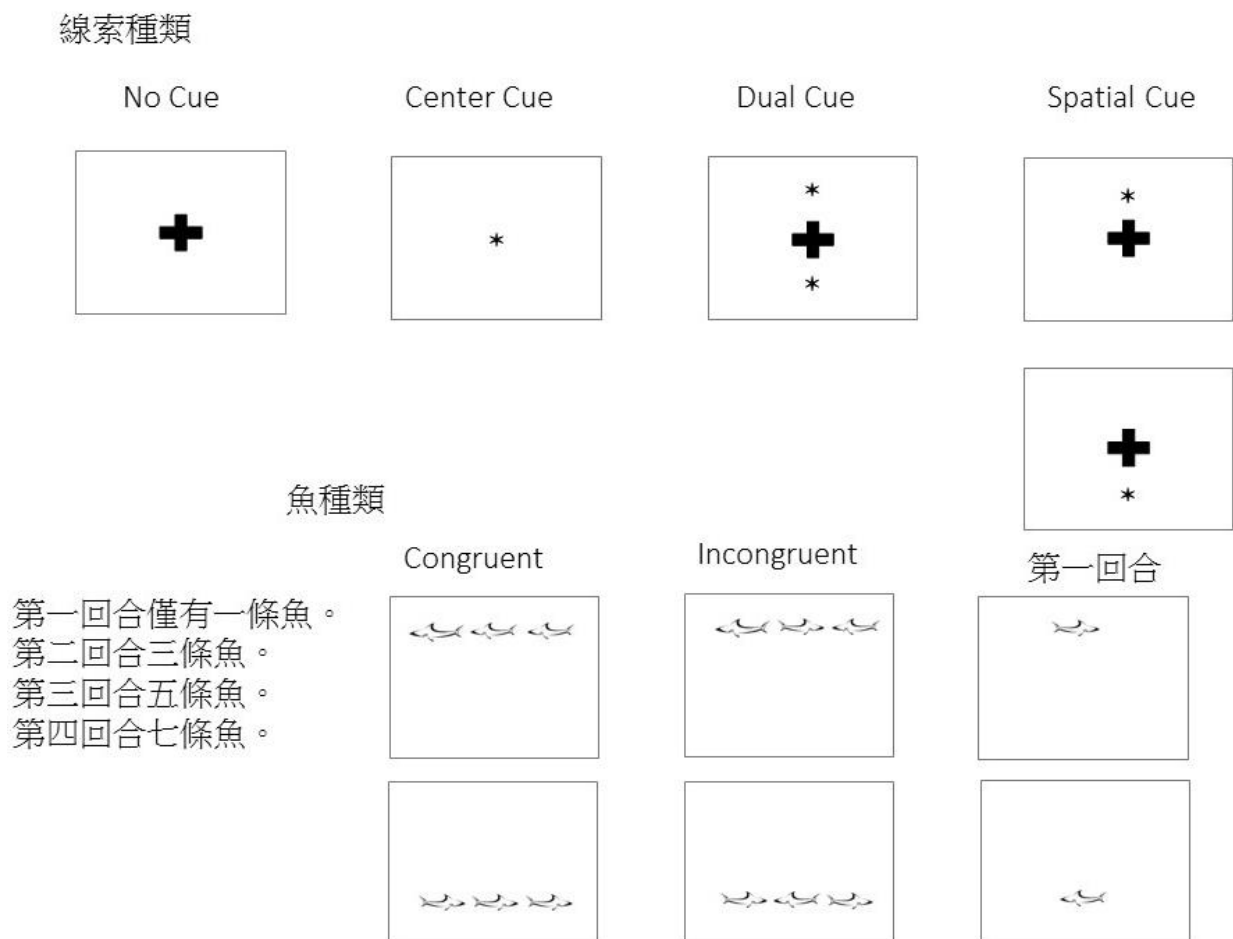 線索種類
No Cue
Center Cue
Dual Cue
Spatial Cue
魚種類
Congruent
Incongruent
第一回合
第一回合僅有一條魚。
第二回合三條魚。
第三回合五條魚。
第四回合七條魚。